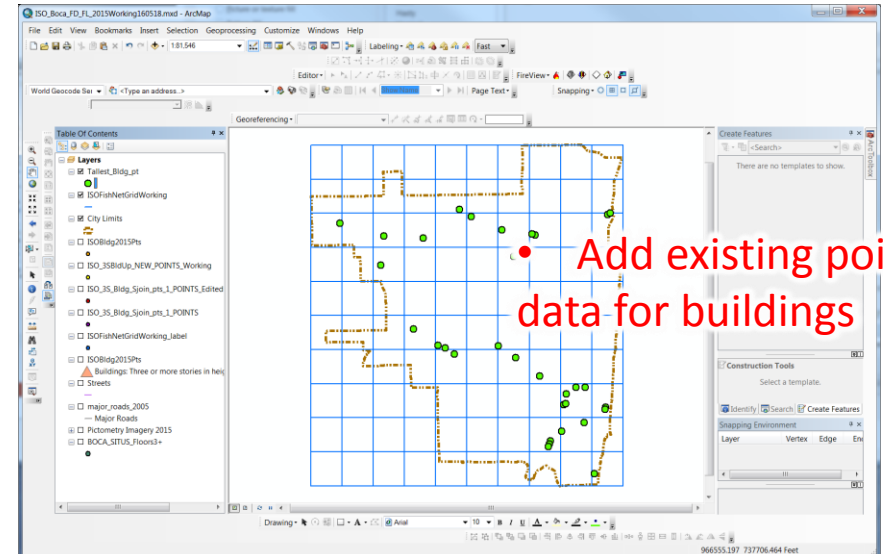 ISO_Boca_FD_FL_2015Working160518.mxd - ArcMap
File Edit View Bookmarks Insert Selection Geoprocessing Customize Windows Help
1:01,546
Labeling
Fast
Editor
FireView
World Geocode Ser
<Type an address...>
Page Text
Snapping
Georeferencing
Table Of Contents
Layers
Tallest_Bldg_pt
ISOFishNetGridWorking
City Limits
ISOBldg2015Pts
ISO_3SBldUp_NEW_POINTS_Working
ISO_3S_Bldg_Sjoin_pts_1_POINTS_Edited
ISO_3S_Bldg_Sjoin_pts_1_POINTS
ISOFishNetGridWorking_label
ISOBldg2015Pts
Buildings: Three or more stories in heig
Streets
major_roads_2005
Major Roads
Pictometry Imagery 2015
BOCA_SITUS_Floors3+
• Add existing poi
data for buildings
Create Features
<Search>
There are no templates to show.
ArcToolbox
Construction Tools
Select a template.
Identify Search Create Features
Snapping Environment
Layer Vertex Edge En
Drawing
Arial
10
B I U A
966555.197 737706.464 Feet